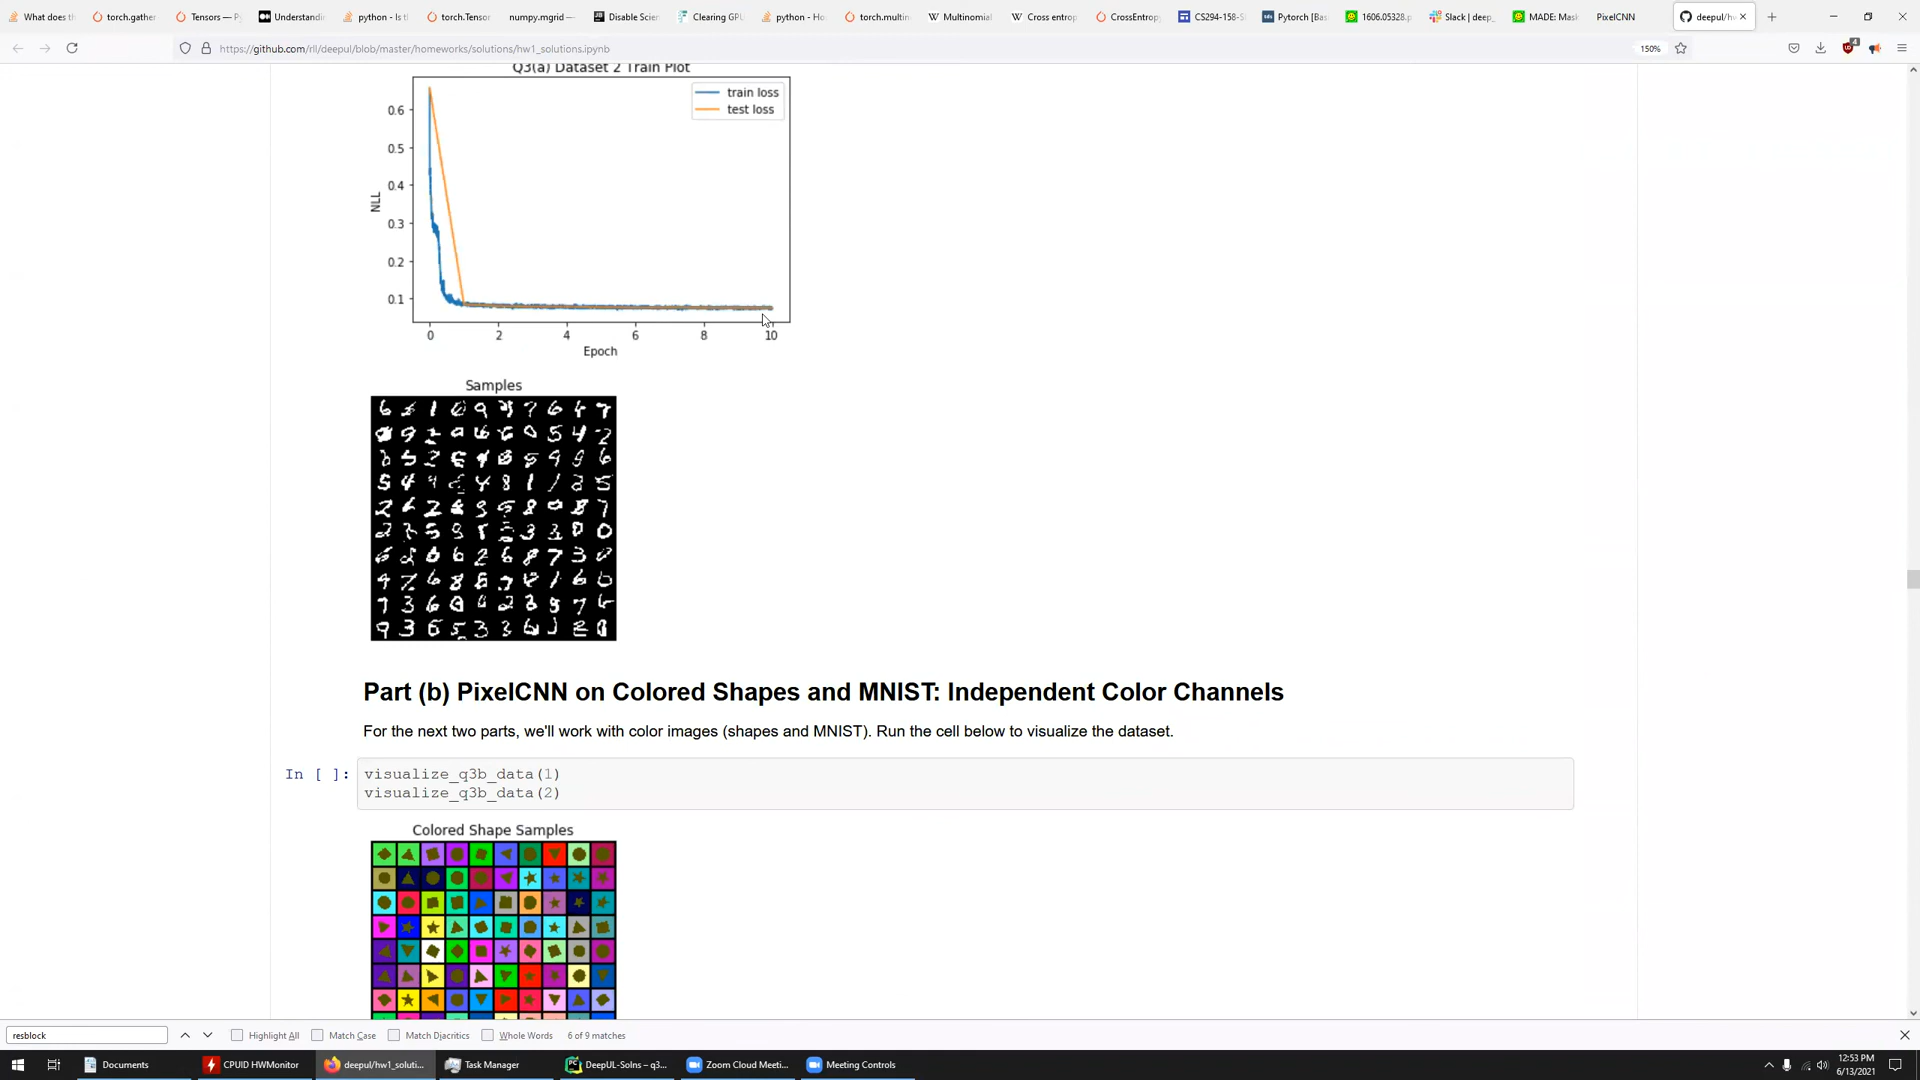 What does th
torch.gather
Tensors — P
Understandin
python - Is t
torch.Tensor
numpy.mgrid —
Disable Scien
Clearing GPU
python - Ho
torch.multin
Multinomial
Cross entrop
CrossEntrop
CS294-158-S
Pytorch [Bas
1606.05328.p
Slack | deep_
MADE: Mask
PixelCNN
deepul/hw
https://github.com/rll/deepul/blob/master/homeworks/solutions/hw1_solutions.ipynb
150%
4
Q3(a) Dataset 2 Train Plot
train loss
test loss
0.6
0.5
0.4
0.3
0.2
0.1
NLL
0 2 4 6 8 10
Epoch
Samples
Part (b) PixelCNN on Colored Shapes and MNIST: Independent Color Channels
For the next two parts, we'll work with color images (shapes and MNIST). Run the cell below to visualize the dataset.
In [ ]:
visualize_q3b_data(1)
visualize_q3b_data(2)
Colored Shape Samples
resblock
Highlight All
Match Case
Match Diacritics
Whole Words
6 of 9 matches
Documents
CPUID HWMonitor
deepul/hw1_soluti...
Task Manager
DeepUL-Solns – q3...
Zoom Cloud Meeti...
Meeting Controls
12:53 PM
6/13/2021